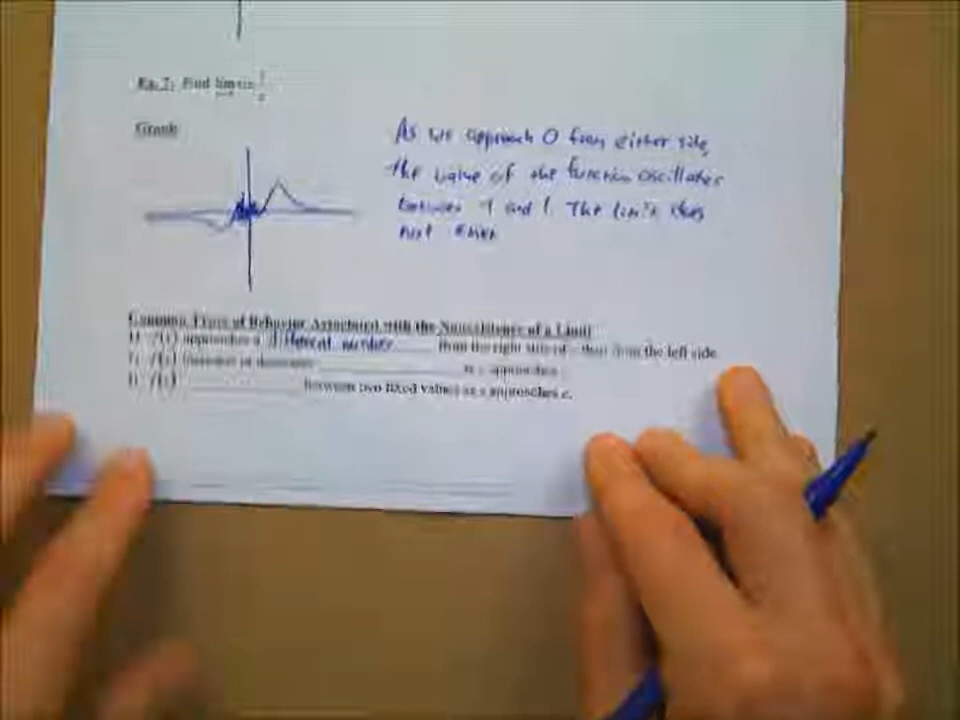 Ex. 2: Find lim sin 1/x
Graph
As we approach 0 from either side,
the value of the function oscillates
between -1 and 1. The limit does
not exist
Common Types of Behavior Associated with the Nonexistence of a Limit
1) f(x) approaches a different number from the right side of c than from the left side.
2) f(x) increases or decreases as x approaches
3) f(x) between two fixed values as x approaches c.